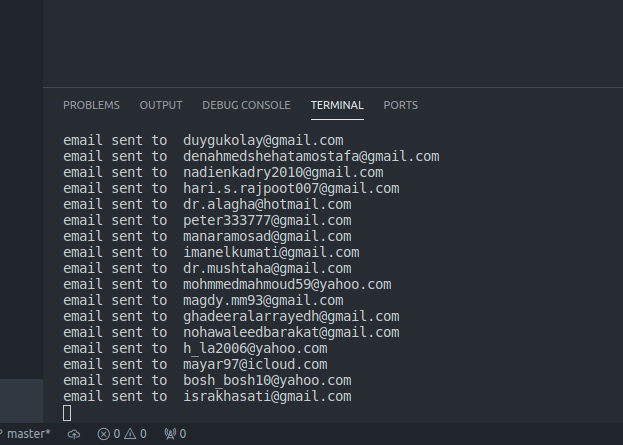 PROBLEMS OUTPUT DEBUG CONSOLE TERMINAL PORTS
email sent to  duygukolay@gmail.com
email sent to  denahmedshehatamostafa@gmail.com
email sent to  nadienkadry2010@gmail.com
email sent to  hari.s.rajpoot007@gmail.com
email sent to  dr.alagha@hotmail.com
email sent to  peter333777@gmail.com
email sent to  manaramosad@gmail.com
email sent to  imanelkumati@gmail.com
email sent to  dr.mushtaha@gmail.com
email sent to  mohmmedmahmoud59@yahoo.com
email sent to  magdy.mm93@gmail.com
email sent to  ghadeeralarrayedh@gmail.com
email sent to  nohawaleedbarakat@gmail.com
email sent to  h_la2006@yahoo.com
email sent to  mayar97@icloud.com
email sent to  bosh_bosh10@yahoo.com
email sent to  israkhasati@gmail.com
master* 0 0 0